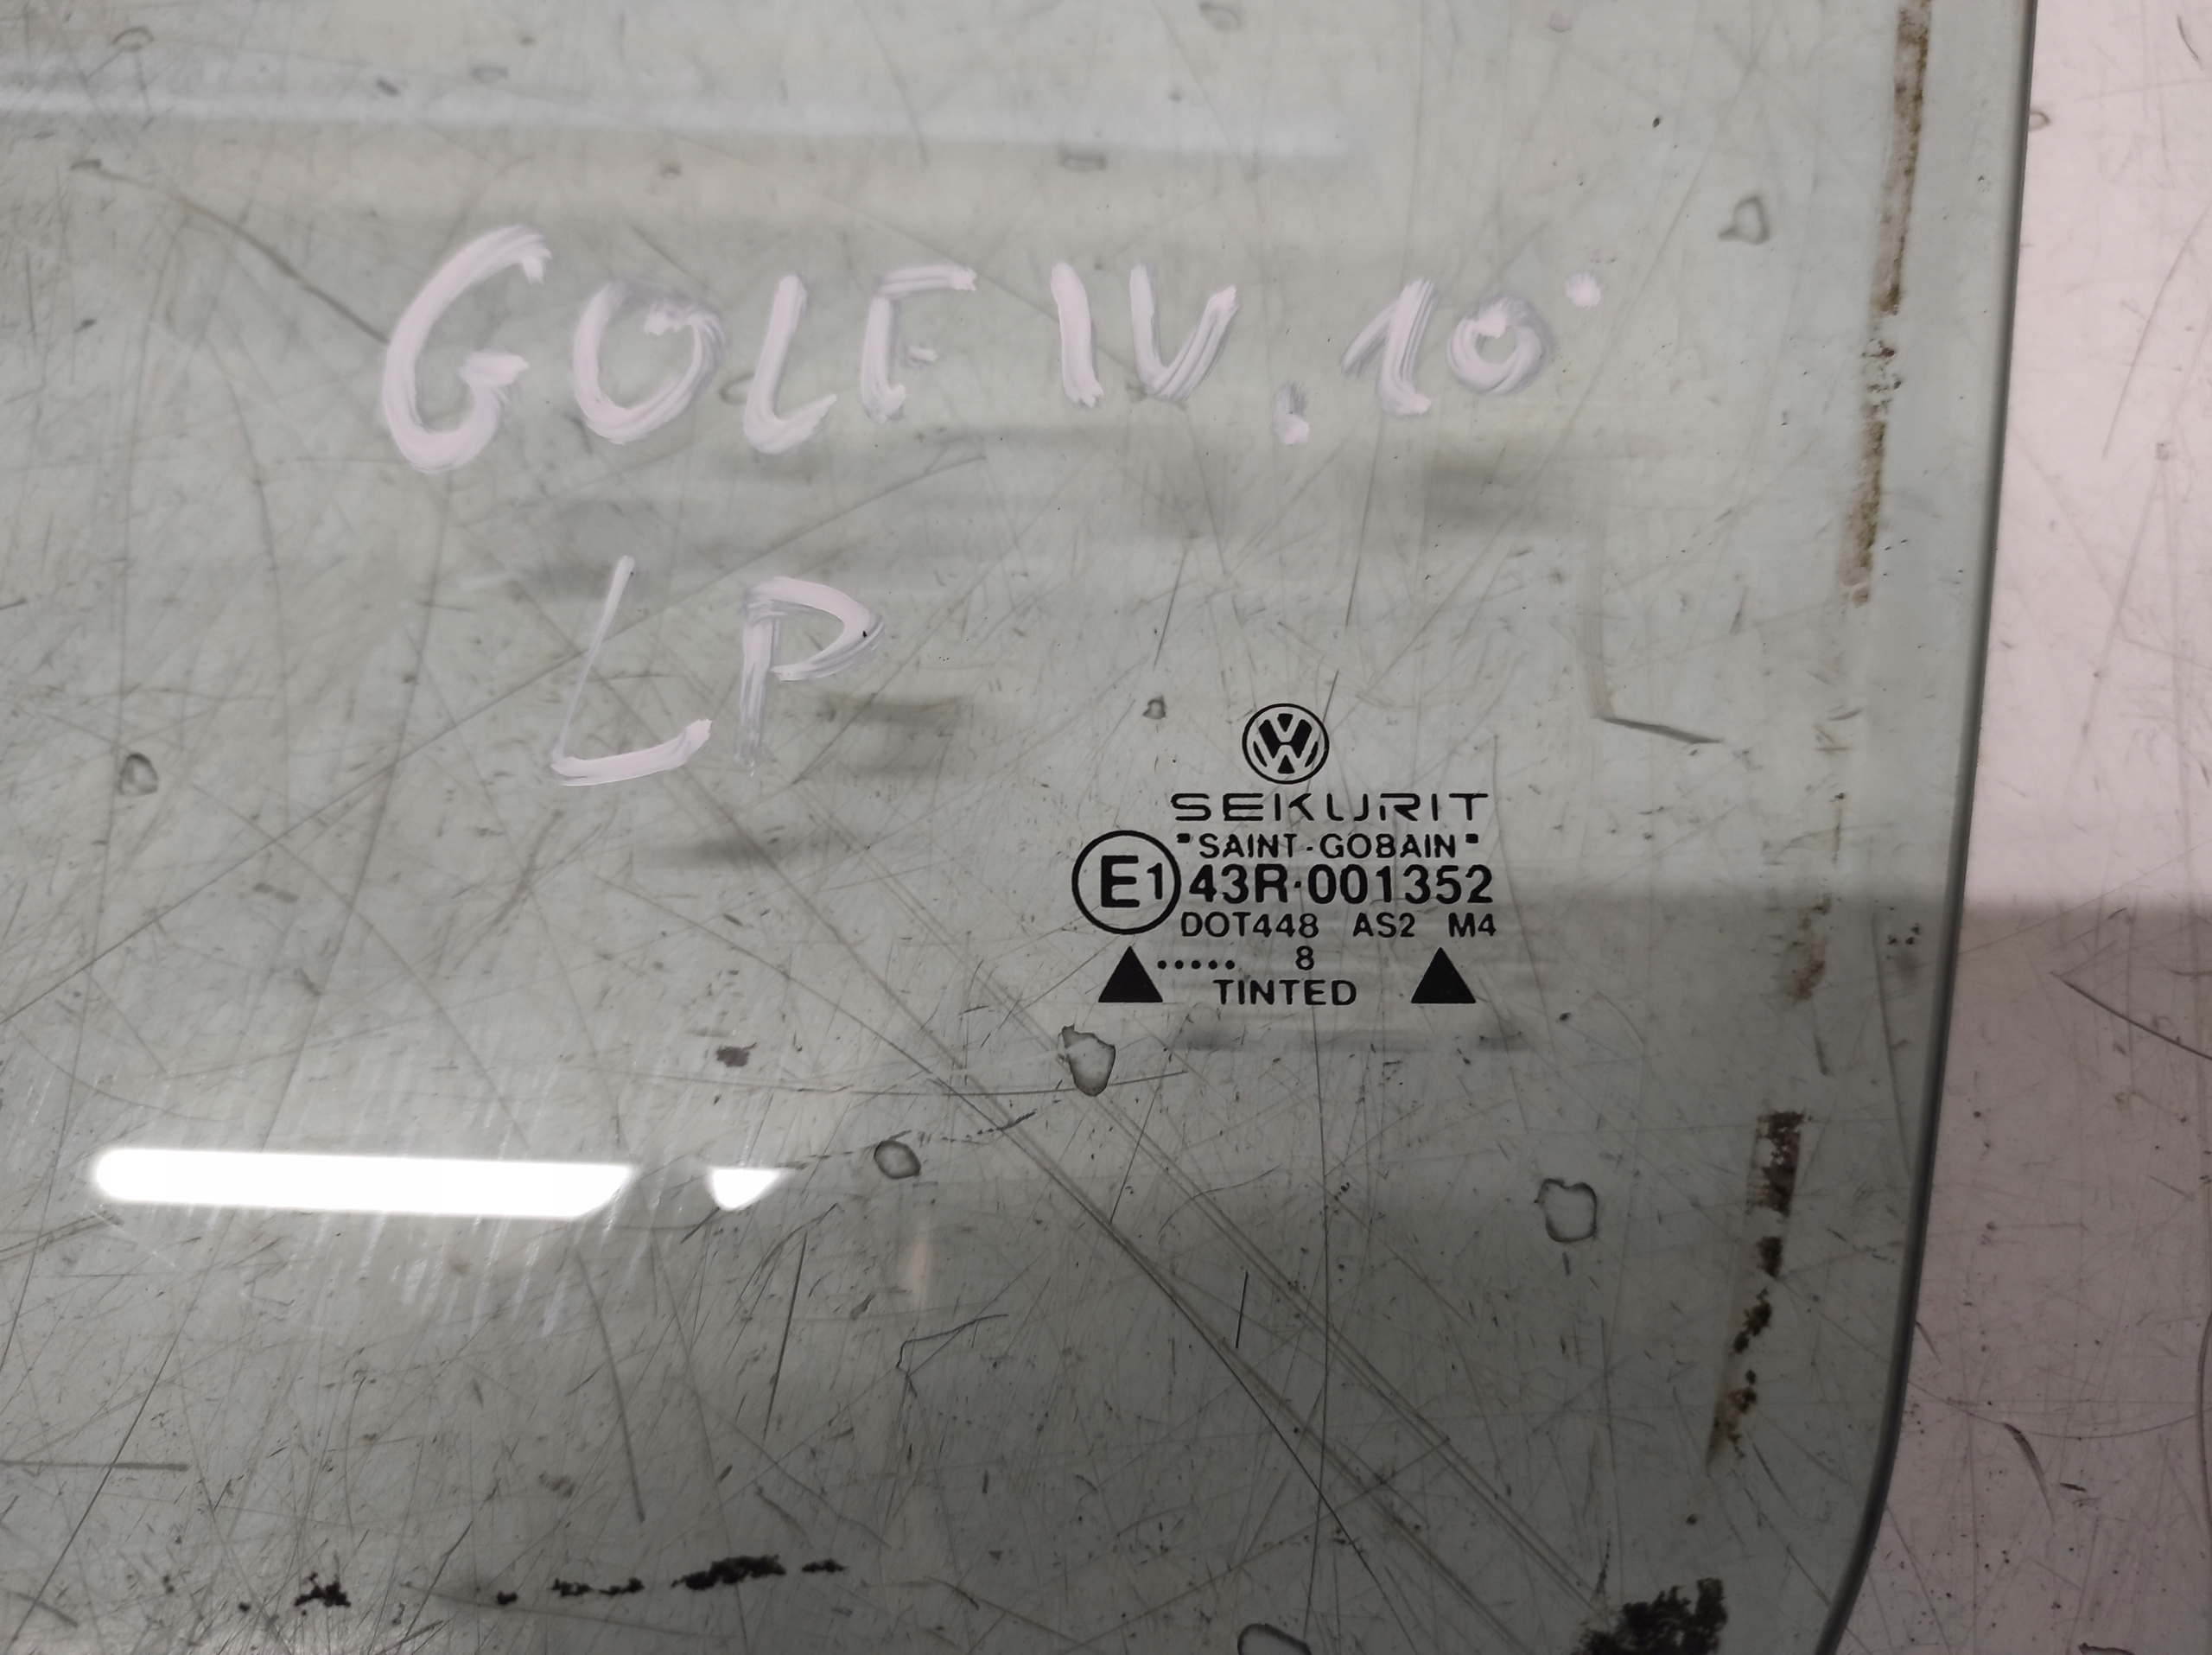 GOLF IV. 10
LP
SEKURIT
"SAINT-GOBAIN"
E1 43R-001352
DOT448 AS2 M4
..... 8
TINTED